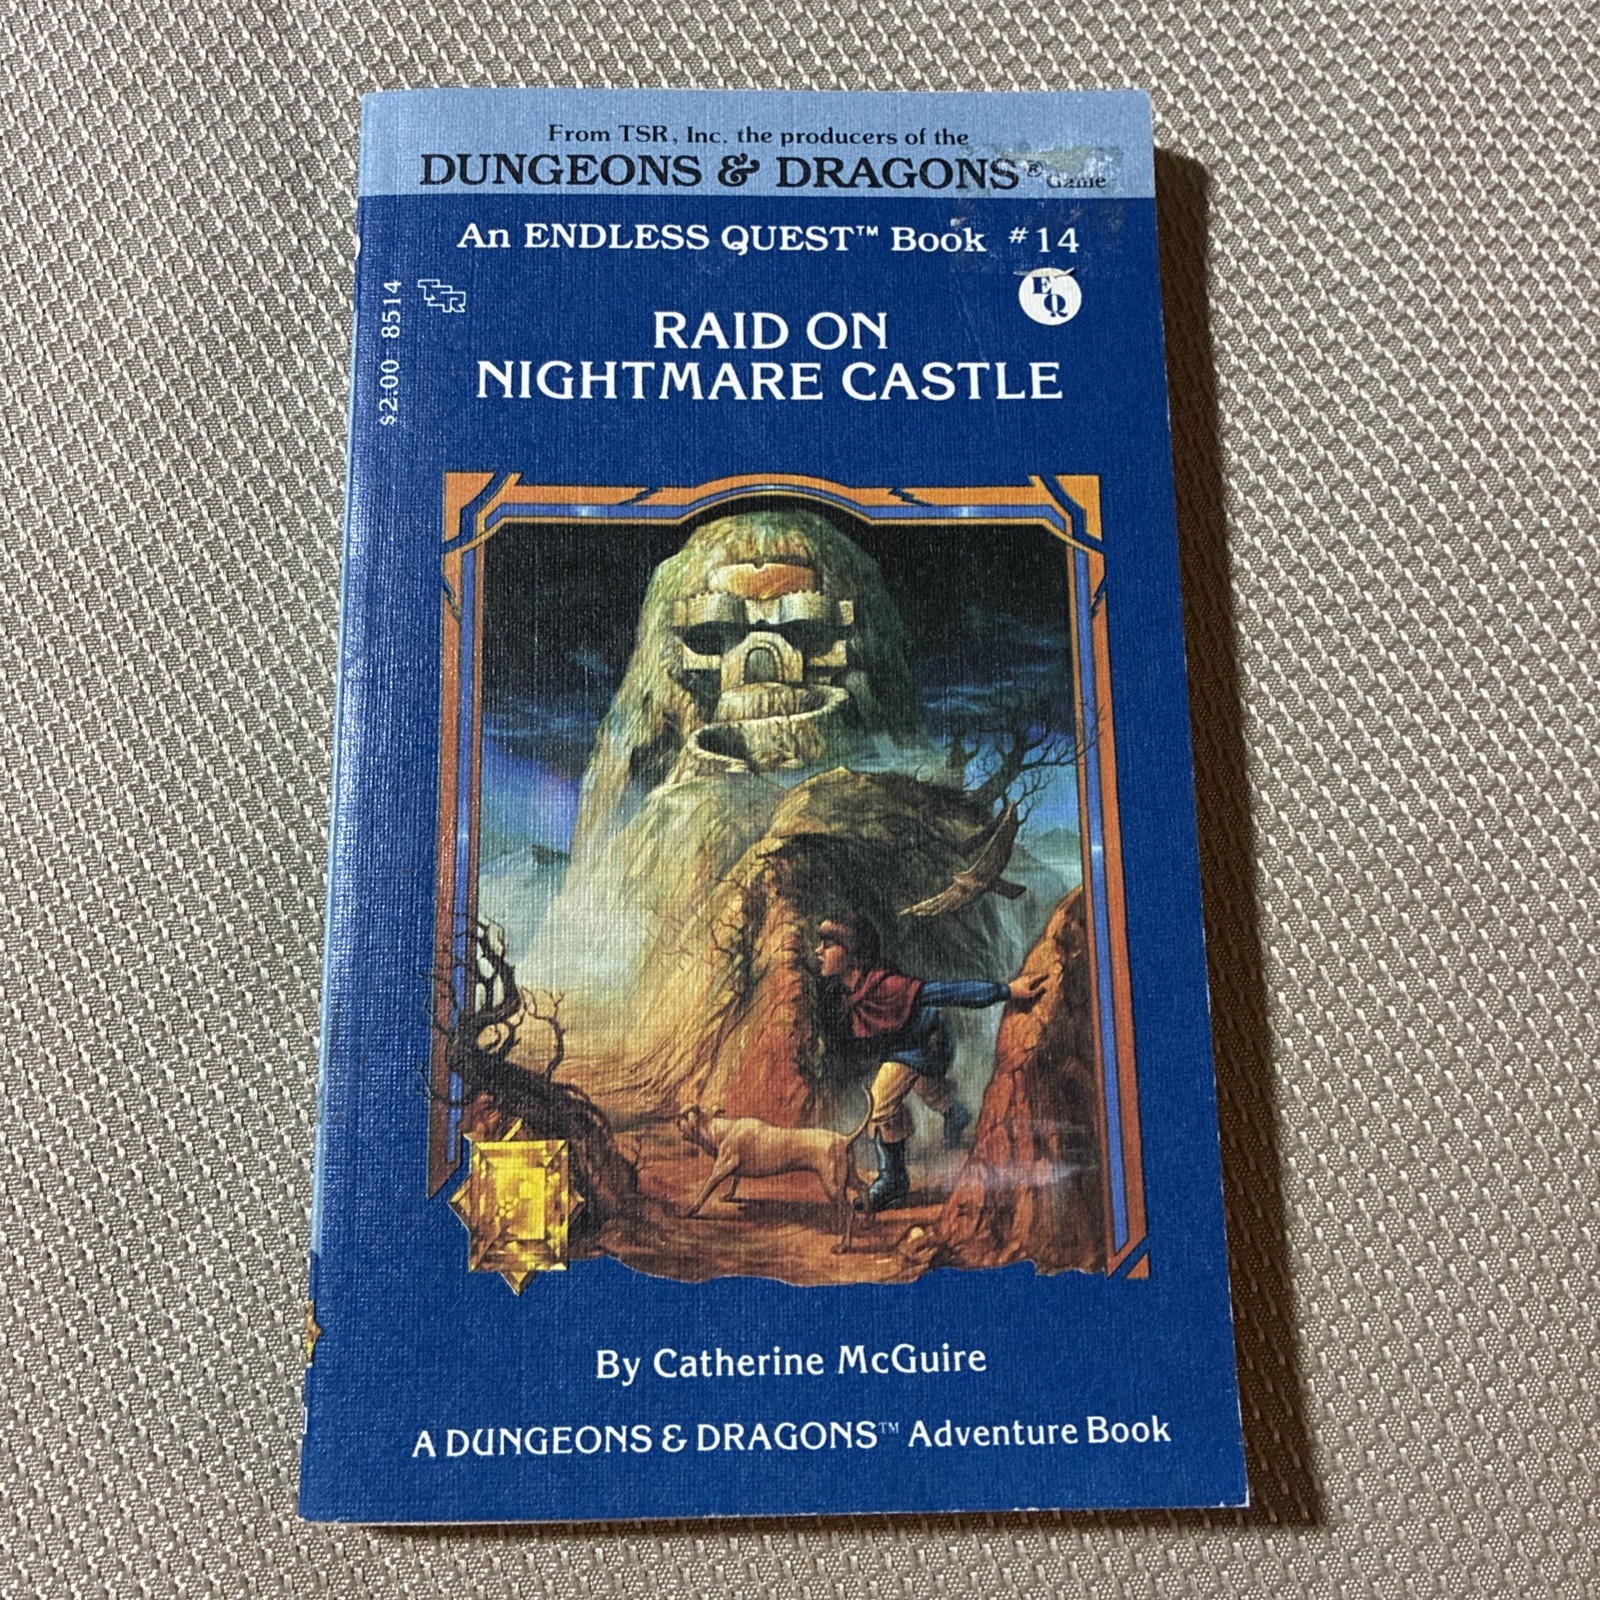 From TSR, Inc. the producers of the
DUNGEONS & DRAGONS® Game
An ENDLESS QUEST™ Book #14
TSR
EQ
$2.00 8514
RAID ON
NIGHTMARE CASTLE
By Catherine McGuire
A DUNGEONS & DRAGONS™ Adventure Book